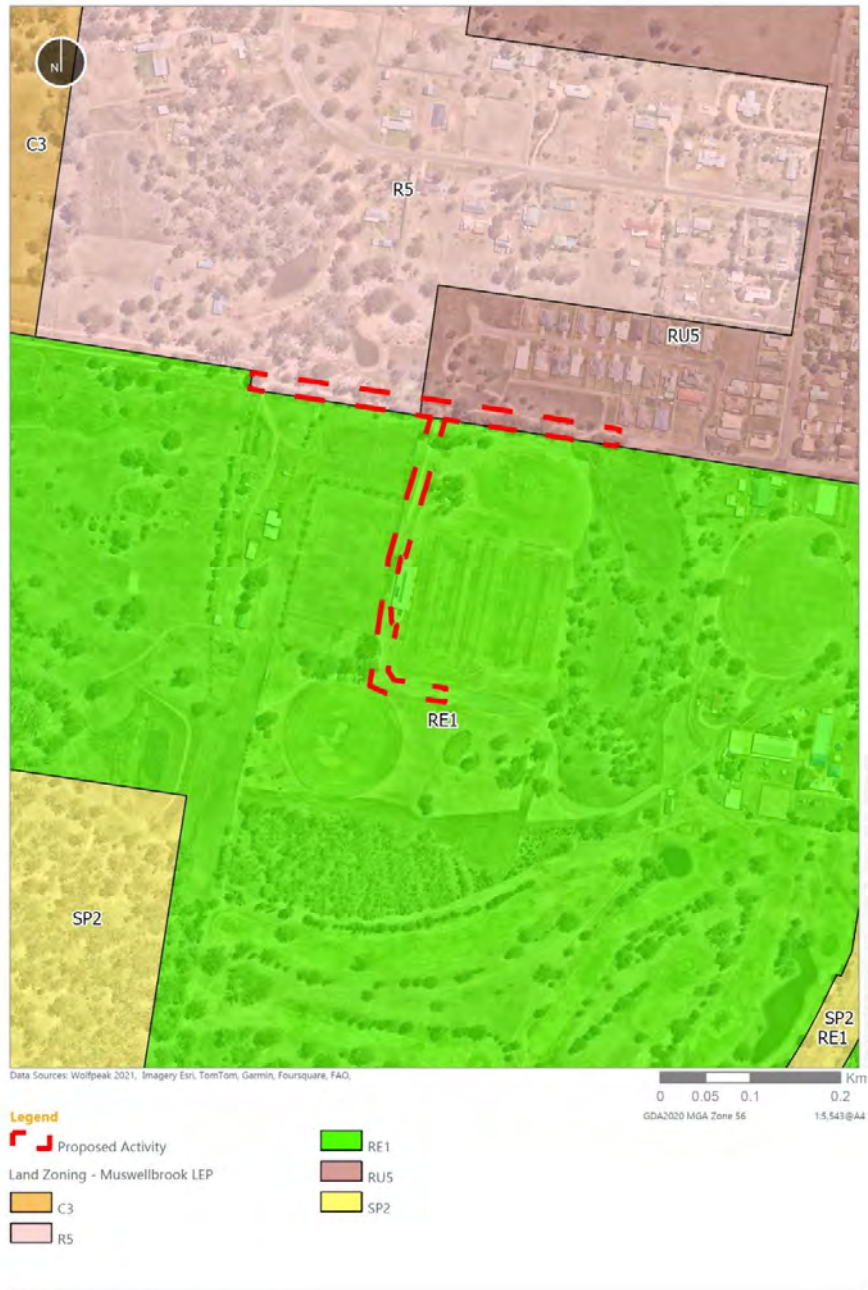 N
C3
R5
RU5
RE1
SP2
SP2
RE1
Data Sources: Wolfpeak 2021, Imagery Esri, TomTom, Garmin, Foursquare, FAO,
Km
0 0.05 0.1 0.2
GDA2020 MGA Zone 56 1:5,543@A4
Legend
Proposed Activity
Land Zoning - Muswellbrook LEP
C3
R5
RE1
RU5
SP2